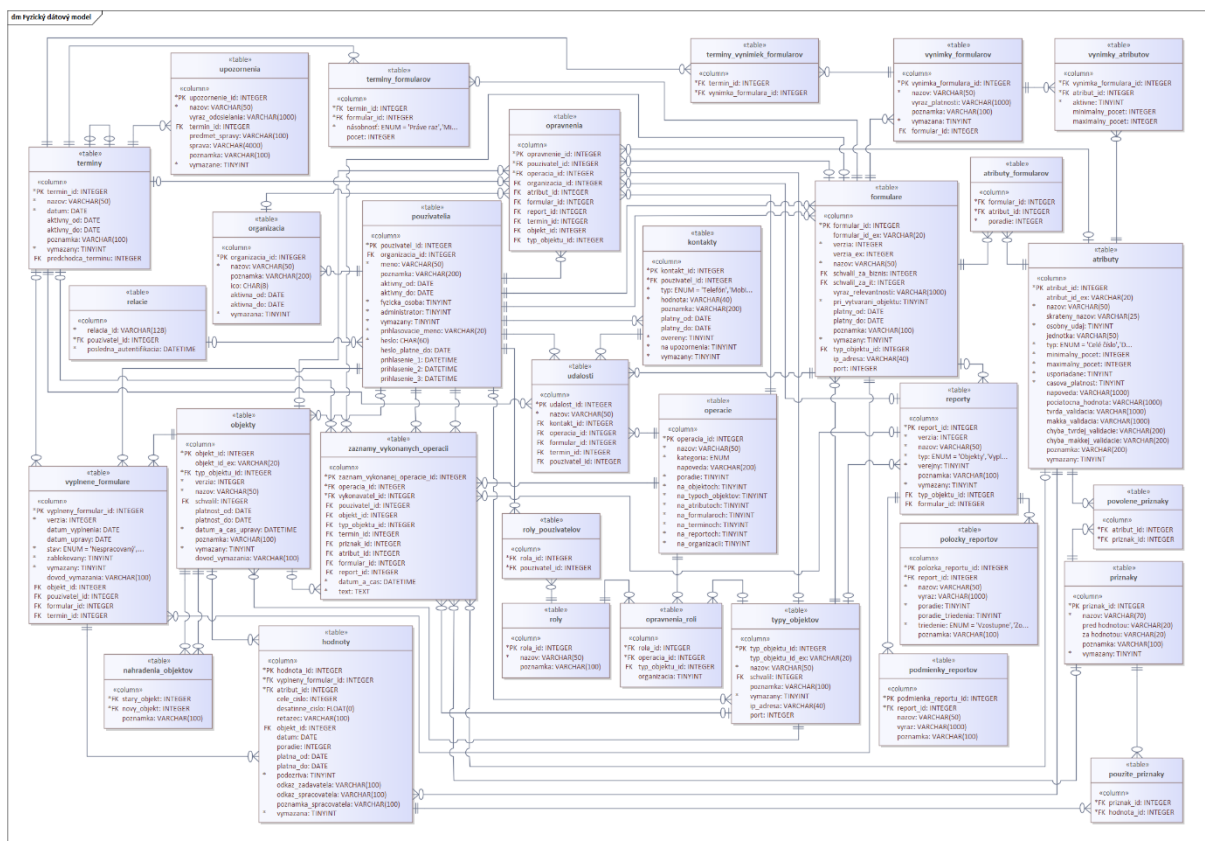 dm Fyzický dátový model
«table»
upozornenia
«column»
*PK upozornenie_id: INTEGER
* nazov: VARCHAR(50)
vyraz_odosielania: VARCHAR(1000)
FK termin_id: INTEGER
predmet_spravy: VARCHAR(100)
sprava: VARCHAR(4000)
poznamka: VARCHAR(100)
* vymazane: TINYINT
«table»
terminy_formularov
«column»
*FK termin_id: INTEGER
*FK formular_id: INTEGER
* násobnosť: ENUM = 'Práve raz','Mi...
pocet: INTEGER
«table»
terminy_vynimiek_formularov
«column»
*FK termin_id: INTEGER
*FK vynimka_formulara_id: INTEGER
«table»
vynimky_formularov
«column»
*PK vynimka_formulara_id: INTEGER
* nazov: VARCHAR(50)
vyraz_platnosti: VARCHAR(1000)
poznamka: VARCHAR(100)
* vymazana: TINYINT
FK formular_id: INTEGER
«table»
vynimky_atributov
«column»
*FK vynimka_formulara_id: INTEGER
*FK atribut_id: INTEGER
* aktivne: TINYINT
minimalny_pocet: INTEGER
maximalny_pocet: INTEGER
«table»
opravnenia
«column»
*PK opravnenie_id: INTEGER
*FK pouzivatel_id: INTEGER
*FK operacia_id: INTEGER
FK organizacia_id: INTEGER
FK atribut_id: INTEGER
FK formular_id: INTEGER
FK report_id: INTEGER
FK termin_id: INTEGER
FK objekt_id: INTEGER
FK typ_objektu_id: INTEGER
«table»
terminy
«column»
*PK termin_id: INTEGER
* nazov: VARCHAR(50)
* datum: DATE
aktivny_od: DATE
aktivny_do: DATE
poznamka: VARCHAR(100)
* vymazany: TINYINT
FK predchodca_terminu: INTEGER
«table»
organizacia
«column»
*PK organizacia_id: INTEGER
* nazov: VARCHAR(50)
poznamka: VARCHAR(200)
ico: CHAR(8)
aktivna_od: DATE
aktivna_do: DATE
* vymazana: TINYINT
«table»
pouzivatelia
«column»
*PK pouzivatel_id: INTEGER
FK organizacia_id: INTEGER
* meno: VARCHAR(50)
poznamka: VARCHAR(200)
aktivny_od: DATE
aktivny_do: DATE
* fyzicka_osoba: TINYINT
* administrator: TINYINT
* vymazany: TINYINT
prihlasovacie_meno: VARCHAR(20)
* heslo: CHAR(60)
heslo_platne_do: DATE
prihlasenie_1: DATETIME
prihlasenie_2: DATETIME
prihlasenie_3: DATETIME
«table»
kontakty
«column»
*PK kontakt_id: INTEGER
*FK pouzivatel_id: INTEGER
* typ: ENUM = 'Telefón','Mobi...
* hodnota: VARCHAR(40)
poznamka: VARCHAR(200)
platny_od: DATE
platny_do: DATE
* overeny: TINYINT
* na upozornenia: TINYINT
* vymazany: TINYINT
«table»
formulare
«column»
*PK formular_id: INTEGER
formular_id_ex: VARCHAR(20)
* verzia: INTEGER
verzia_ex: INTEGER
* nazov: VARCHAR(50)
FK schvalil_za_biznis: INTEGER
FK schvalil_za_it: INTEGER
vyraz_relevantnosti: VARCHAR(1000)
* pri_vytvarani_objektu: TINYINT
platny_od: DATE
platny_do: DATE
poznamka: VARCHAR(100)
* vymazany: TINYINT
FK typ_objektu_id: INTEGER
ip_adresa: VARCHAR(40)
port: INTEGER
«table»
atributy_formularov
«column»
*FK formular_id: INTEGER
*FK atribut_id: INTEGER
* poradie: INTEGER
«table»
atributy
«column»
*PK atribut_id: INTEGER
atribut_id_ex: VARCHAR(20)
* nazov: VARCHAR(50)
skrateny_nazov: VARCHAR(25)
* osobny_udaj: TINYINT
jednotka: VARCHAR(50)
* typ: ENUM = 'Celé číslo','D...
* minimalny_pocet: INTEGER
* maximalny_pocet: INTEGER
* usporiadane: TINYINT
* casova_platnost: TINYINT
napoveda: VARCHAR(1000)
pociatocna_hodnota: VARCHAR(1000)
tvrda_validacia: VARCHAR(1000)
makka_validacia: VARCHAR(1000)
chyba_tvrdej_validacie: VARCHAR(200)
chyba_makkej_validacie: VARCHAR(200)
poznamka: VARCHAR(200)
* vymazany: TINYINT
«table»
relacie
«column»
* relacia_id: VARCHAR(128)
*FK pouzivatel_id: INTEGER
* posledna_autentifikacia: DATETIME
«table»
udalosti
«column»
*PK udalost_id: INTEGER
* nazov: VARCHAR(50)
FK kontakt_id: INTEGER
FK operacia_id: INTEGER
FK formular_id: INTEGER
FK termin_id: INTEGER
FK pouzivatel_id: INTEGER
«table»
operacie
«column»
*PK operacia_id: INTEGER
* nazov: VARCHAR(50)
* kategoria: ENUM
napoveda: VARCHAR(200)
* poradie: TINYINT
* na_objektoch: TINYINT
* na_typoch_objektov: TINYINT
* na_atributoch: TINYINT
* na_formularoch: TINYINT
* na_terminoch: TINYINT
* na_reportoch: TINYINT
* na_organizacii: TINYINT
«table»
reporty
«column»
*PK report_id: INTEGER
* verzia: INTEGER
* nazov: VARCHAR(50)
* typ: ENUM = 'Objekty','Vypl...
* verejny: TINYINT
poznamka: VARCHAR(100)
* vymazany: TINYINT
FK typ_objektu_id: INTEGER
FK formular_id: INTEGER
«table»
objekty
«column»
*PK objekt_id: INTEGER
objekt_id_ex: VARCHAR(20)
*FK typ_objektu_id: INTEGER
* verzia: INTEGER
* nazov: VARCHAR(50)
FK schvalil: INTEGER
platnost_od: DATE
platnost_do: DATE
* datum_a_cas_upravy: DATETIME
poznamka: VARCHAR(100)
* vymazany: TINYINT
dovod_vymazania: VARCHAR(100)
«table»
zaznamy_vykonanych_operacii
«column»
*PK zaznam_vykonanej_operacie_id: INTEGER
*FK operacia_id: INTEGER
*FK vykonavatel_id: INTEGER
FK pouzivatel_id: INTEGER
FK objekt_id: INTEGER
FK typ_objektu_id: INTEGER
FK termin_id: INTEGER
FK priznak_id: INTEGER
FK atribut_id: INTEGER
FK formular_id: INTEGER
FK report_id: INTEGER
* datum_a_cas: DATETIME
* text: TEXT
«table»
vyplnene_formulare
«column»
*PK vyplneny_formular_id: INTEGER
* verzia: INTEGER
datum_vyplnenia: DATE
datum_upravy: DATE
* stav: ENUM = 'Nespracovaný',...
* zablokovany: TINYINT
* vymazany: TINYINT
dovod_vymazania: VARCHAR(100)
FK objekt_id: INTEGER
FK pouzivatel_id: INTEGER
FK formular_id: INTEGER
FK termin_id: INTEGER
«table»
povolene_priznaky
«column»
*FK atribut_id: INTEGER
*FK priznak_id: INTEGER
«table»
roly_pouzivatelov
«column»
*FK rola_id: INTEGER
*FK pouzivatel_id: INTEGER
«table»
polozky_reportov
«column»
*PK polozka_reportu_id: INTEGER
*FK report_id: INTEGER
* nazov: VARCHAR(50)
vyraz: VARCHAR(1000)
* poradie: TINYINT
* poradie_triedenia: TINYINT
* triedenie: ENUM = 'Vzostupne','Zo...
poznamka: VARCHAR(100)
«table»
priznaky
«column»
*PK priznak_id: INTEGER
* nazov: VARCHAR(70)
pred hodnotou: VARCHAR(20)
za hodnotou: VARCHAR(20)
poznamka: VARCHAR(100)
* vymazany: TINYINT
«table»
roly
«column»
*PK rola_id: INTEGER
* nazov: VARCHAR(50)
poznamka: VARCHAR(100)
«table»
opravnenia_roli
«column»
*FK rola_id: INTEGER
*FK operacia_id: INTEGER
FK typ_objektu_id: INTEGER
organizacia: TINYINT
«table»
typy_objektov
«column»
*PK typ_objektu_id: INTEGER
typ_objektu_id_ex: VARCHAR(20)
* nazov: VARCHAR(50)
FK schvalil: INTEGER
poznamka: VARCHAR(100)
* vymazany: TINYINT
ip_adresa: VARCHAR(40)
port: INTEGER
«table»
hodnoty
«column»
*PK hodnota_id: INTEGER
*FK vyplneny_formular_id: INTEGER
*FK atribut_id: INTEGER
cele_cislo: INTEGER
desatinne_cislo: FLOAT(0)
retazec: VARCHAR(100)
FK objekt_id: INTEGER
datum: DATE
poradie: INTEGER
platna_od: DATE
platna_do: DATE
* podozriva: TINYINT
odkaz_zadavatela: VARCHAR(100)
odkaz_spracovatela: VARCHAR(100)
poznamka_spracovatela: VARCHAR(100)
* vymazana: TINYINT
«table»
nahradenia_objektov
«column»
*FK stary_objekt: INTEGER
*FK novy_objekt: INTEGER
poznamka: VARCHAR(100)
«table»
podmienky_reportov
«column»
*PK podmienka_reportu_id: INTEGER
*FK report_id: INTEGER
nazov: VARCHAR(50)
vyraz: VARCHAR(1000)
poznamka: VARCHAR(100)
«table»
pouzite_priznaky
«column»
*FK priznak_id: INTEGER
*FK hodnota_id: INTEGER